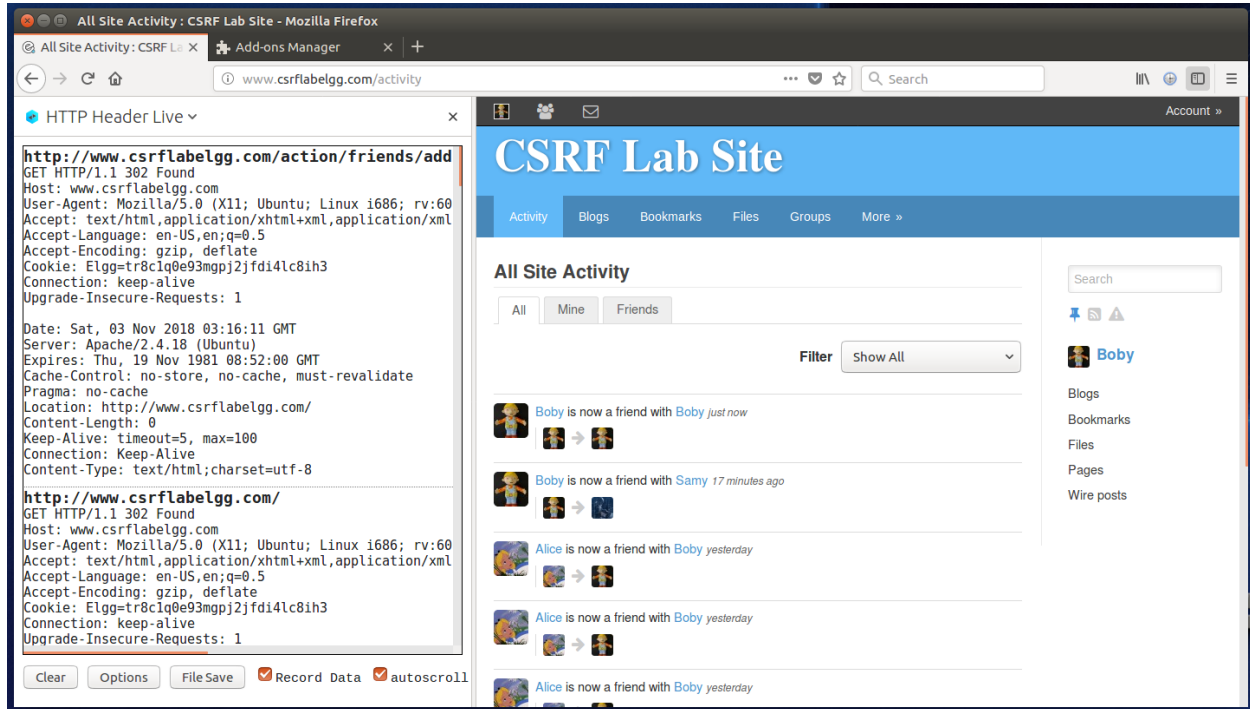 All Site Activity : CSRF Lab Site - Mozilla Firefox
All Site Activity : CSRF La
Add-ons Manager
www.csrflabelgg.com/activity
Search
HTTP Header Live
http://www.csrflabelgg.com/action/friends/add
GET HTTP/1.1 302 Found
Host: www.csrflabelgg.com
User-Agent: Mozilla/5.0 (X11; Ubuntu; Linux i686; rv:60
Accept: text/html,application/xhtml+xml,application/xml
Accept-Language: en-US,en;q=0.5
Accept-Encoding: gzip, deflate
Cookie: Elgg=tr8c1q0e93mgpj2jfdi4lc8ih3
Connection: keep-alive
Upgrade-Insecure-Requests: 1
Date: Sat, 03 Nov 2018 03:16:11 GMT
Server: Apache/2.4.18 (Ubuntu)
Expires: Thu, 19 Nov 1981 08:52:00 GMT
Cache-Control: no-store, no-cache, must-revalidate
Pragma: no-cache
Location: http://www.csrflabelgg.com/
Content-Length: 0
Keep-Alive: timeout=5, max=100
Connection: Keep-Alive
Content-Type: text/html;charset=utf-8
http://www.csrflabelgg.com/
GET HTTP/1.1 302 Found
Host: www.csrflabelgg.com
User-Agent: Mozilla/5.0 (X11; Ubuntu; Linux i686; rv:60
Accept: text/html,application/xhtml+xml,application/xml
Accept-Language: en-US,en;q=0.5
Accept-Encoding: gzip, deflate
Cookie: Elgg=tr8c1q0e93mgpj2jfdi4lc8ih3
Connection: keep-alive
Upgrade-Insecure-Requests: 1
Clear Options File Save Record Data autoscroll
Account »
CSRF Lab Site
Activity Blogs Bookmarks Files Groups More »
All Site Activity
All Mine Friends
Filter Show All
Boby is now a friend with Boby just now
Boby is now a friend with Samy 17 minutes ago
Alice is now a friend with Boby yesterday
Alice is now a friend with Boby yesterday
Alice is now a friend with Boby yesterday
Search
Boby
Blogs
Bookmarks
Files
Pages
Wire posts